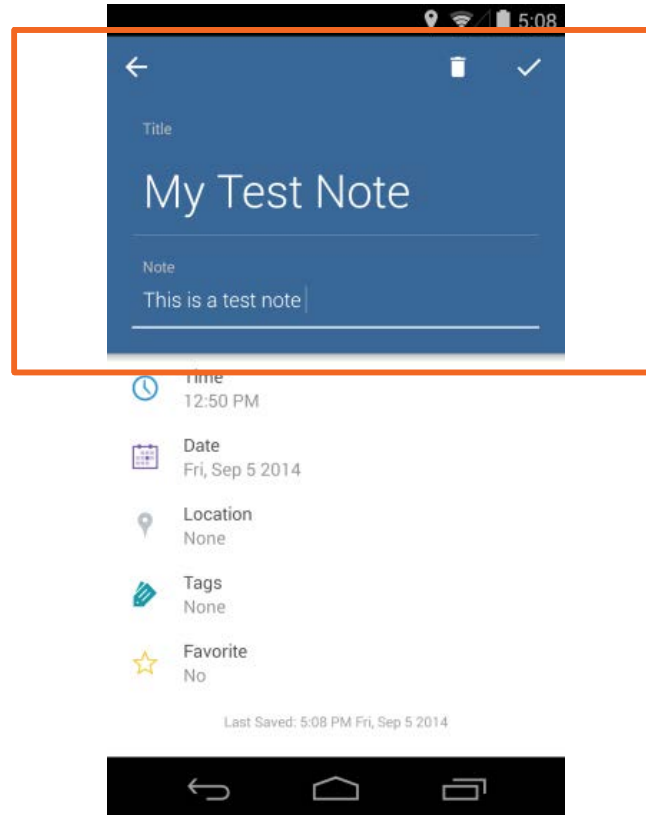 5:08
Title
My Test Note
Note
This is a test note
Time
12:50 PM
Date
Fri, Sep 5 2014
Location
None
Tags
None
Favorite
No
Last Saved: 5:08 PM Fri, Sep 5 2014